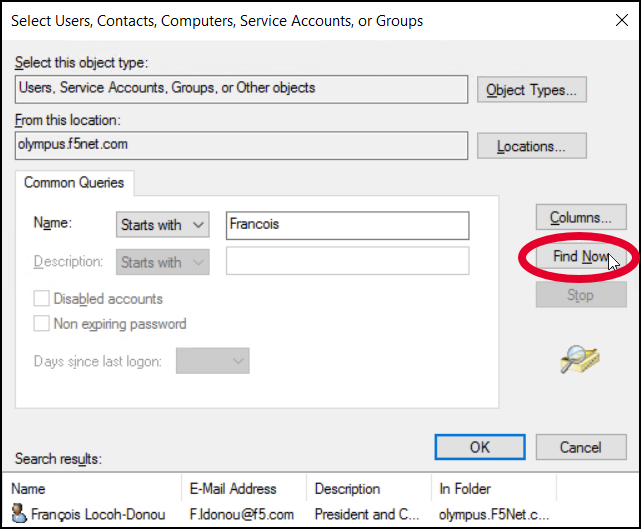 Select Users, Contacts, Computers, Service Accounts, or Groups
Select this object type:
Users, Service Accounts, Groups, or Other objects
Object Types...
From this location:
olympus.f5net.com
Locations...
Common Queries
Name: Starts with Francois
Columns...
Description: Starts with
Find Now
Disabled accounts
Stop
Non expiring password
Days since last logon:
OK Cancel
Search results:
Name E-Mail Address Description In Folder
François Locoh-Donou F.ldonou@f5.com President and C... olympus.F5Net.c...